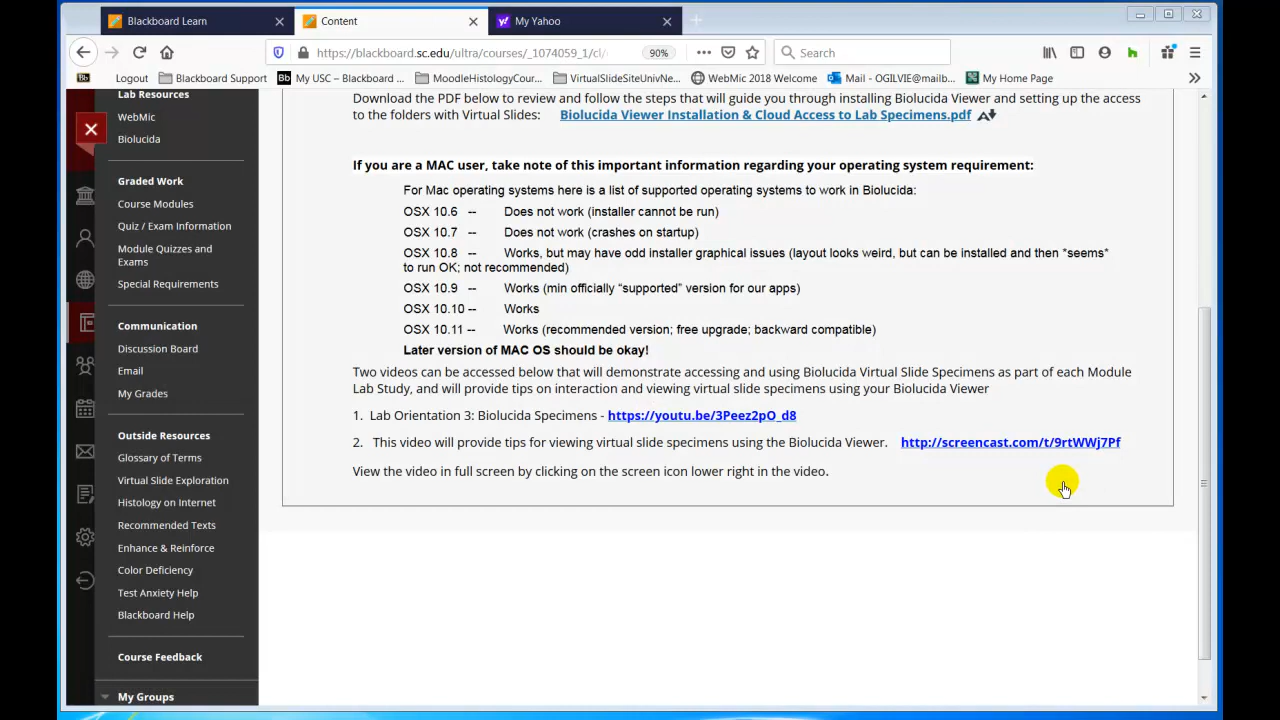 Blackboard Learn
Content
My Yahoo
https://blackboard.sc.edu/ultra/courses/_1074059_1/cl/
90%
Search
Bb
Logout
Blackboard Support
Bb My USC – Blackboard ...
MoodleHistologyCour...
VirtualSlideSiteUnivNe...
WebMic 2018 Welcome
Mail - OGILVIE@mailb...
My Home Page
Lab Resources
WebMic
Biolucida
Graded Work
Course Modules
Quiz / Exam Information
Module Quizzes and
Exams
Special Requirements
Communication
Discussion Board
Email
My Grades
Outside Resources
Glossary of Terms
Virtual Slide Exploration
Histology on Internet
Recommended Texts
Enhance & Reinforce
Color Deficiency
Test Anxiety Help
Blackboard Help
Course Feedback
My Groups
Download the PDF below to review and follow the steps that will guide you through installing Biolucida Viewer and setting up the access
to the folders with Virtual Slides: Biolucida Viewer Installation & Cloud Access to Lab Specimens.pdf
If you are a MAC user, take note of this important information regarding your operating system requirement:
For Mac operating systems here is a list of supported operating systems to work in Biolucida:
OSX 10.6 -- Does not work (installer cannot be run)
OSX 10.7 -- Does not work (crashes on startup)
OSX 10.8 -- Works, but may have odd installer graphical issues (layout looks weird, but can be installed and then *seems*
to run OK; not recommended)
OSX 10.9 -- Works (min officially “supported” version for our apps)
OSX 10.10 -- Works
OSX 10.11 -- Works (recommended version; free upgrade; backward compatible)
Later version of MAC OS should be okay!
Two videos can be accessed below that will demonstrate accessing and using Biolucida Virtual Slide Specimens as part of each Module
Lab Study, and will provide tips on interaction and viewing virtual slide specimens using your Biolucida Viewer
1. Lab Orientation 3: Biolucida Specimens - https://youtu.be/3Peez2pO_d8
2. This video will provide tips for viewing virtual slide specimens using the Biolucida Viewer. http://screencast.com/t/9rtWWj7Pf
View the video in full screen by clicking on the screen icon lower right in the video.